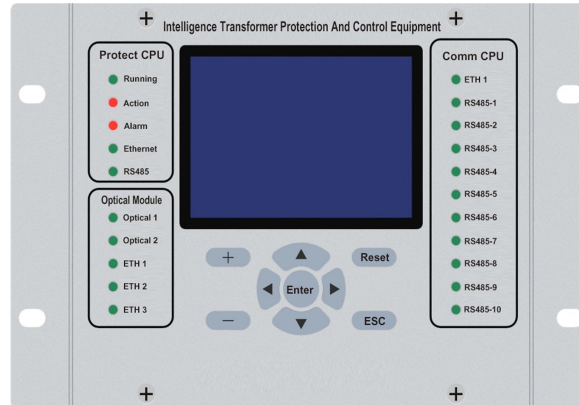 Intelligence Transformer Protection And Control Equipment
Protect CPU
Running
Action
Alarm
Ethernet
RS485
Optical Module
Optical 1
Optical 2
ETH 1
ETH 2
ETH 3
+
Reset
Enter
—
ESC
Comm CPU
ETH 1
RS485-1
RS485-2
RS485-3
RS485-4
RS485-5
RS485-6
RS485-7
RS485-8
RS485-9
RS485-10